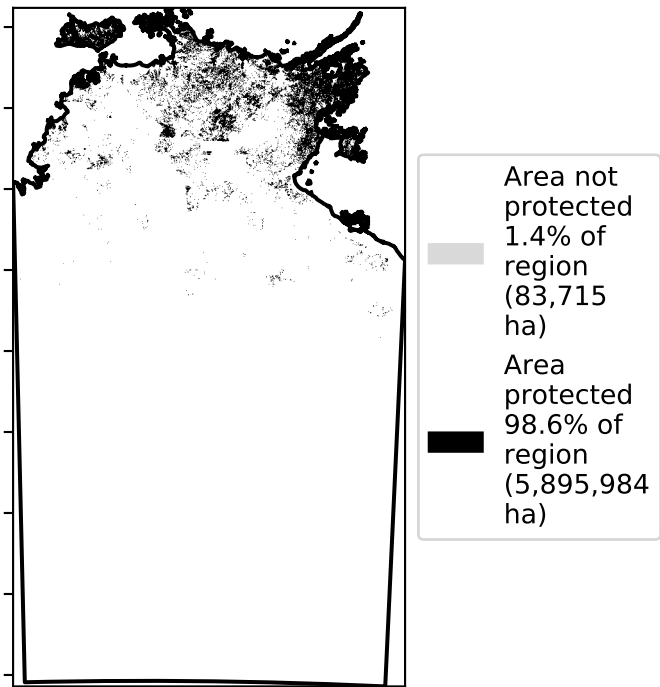 Area not
protected
1.4% of
region
(83,715
ha)
Area
protected
98.6% of
region
(5,895,984
ha)